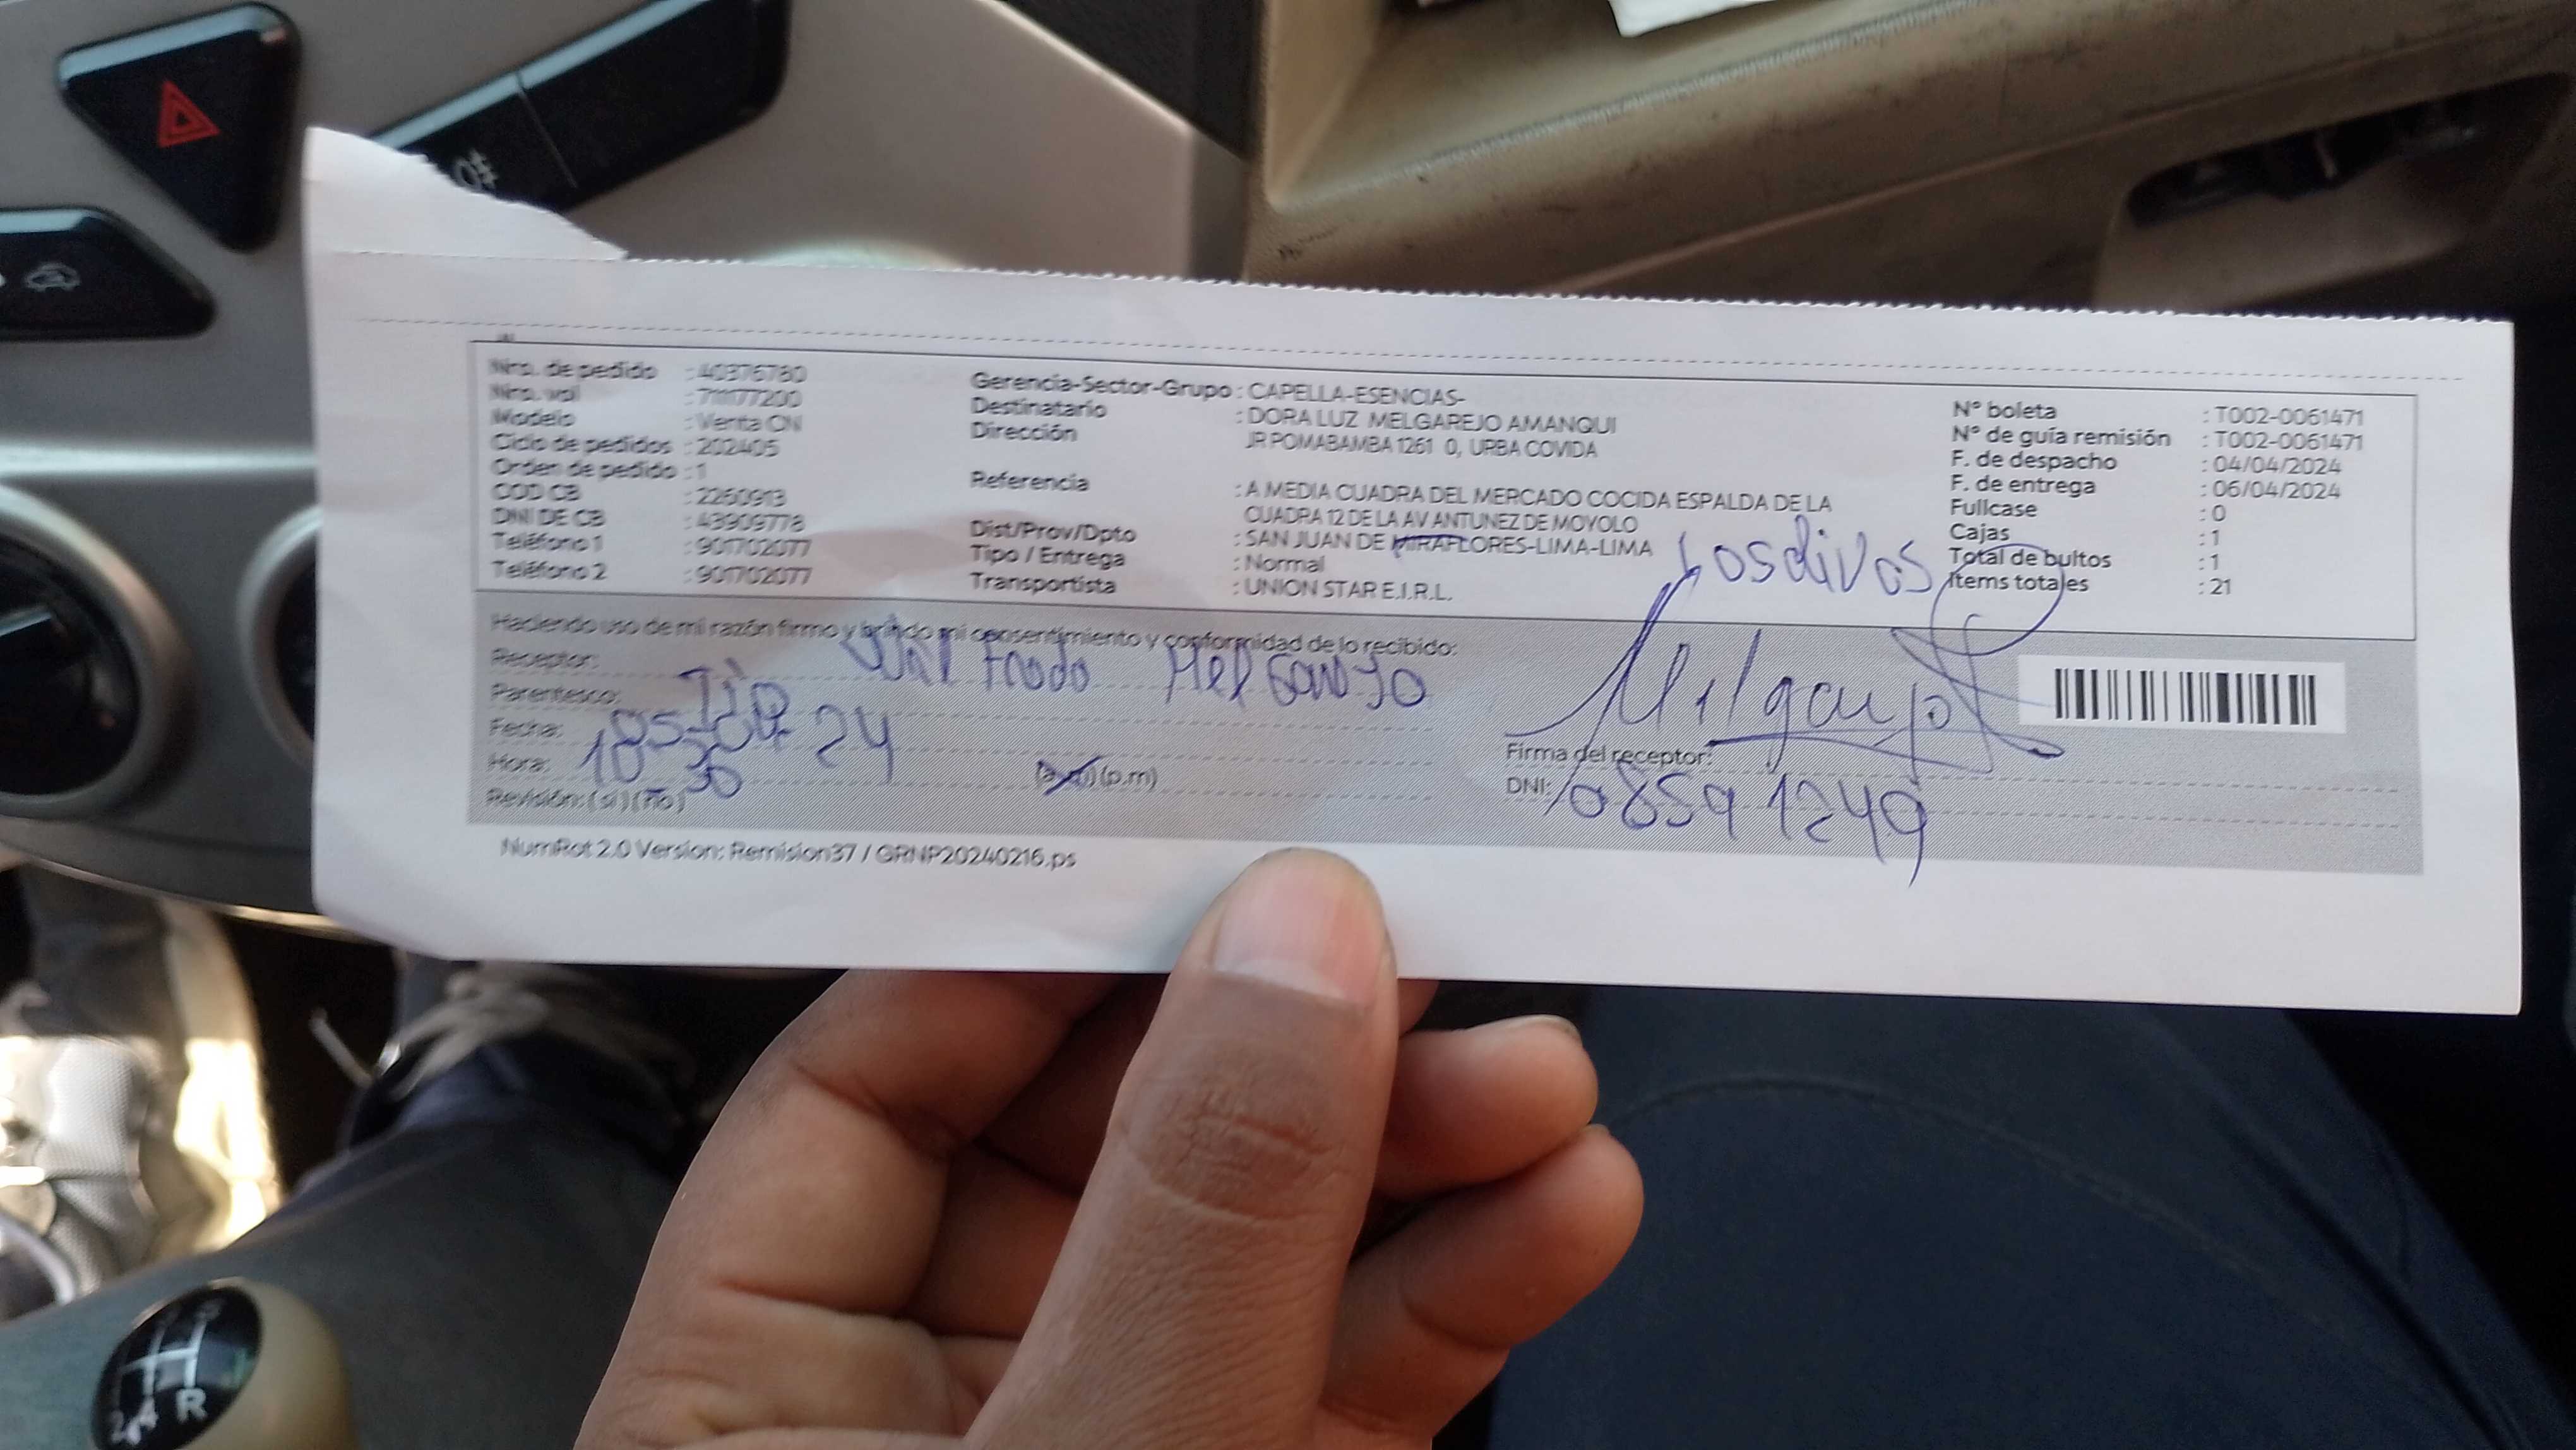 Nro. de pedido : 40376780
Nro. vol : 711177200
Modelo : Venta CN
Ciclo de pedidos : 202405
Orden de pedido : 1
COD CB : 2260913
DNI DE CB : 43909778
Teléfono 1 : 901702077
Teléfono 2 : 901702077
Gerencia-Sector-Grupo : CAPELLA-ESENCIAS-
Destinatario : DORA LUZ MELGAREJO AMANQUI
Dirección JR POMABAMBA 1261 0, URBA COVIDA
Referencia : A MEDIA CUADRA DEL MERCADO COCIDA ESPALDA DE LA
CUADRA 12 DE LA AV ANTUNEZ DE MOYOLO
Dist/Prov/Dpto : SAN JUAN DE MIRAFLORES-LIMA-LIMA
Tipo / Entrega : Normal
Transportista : UNION STAR E.I.R.L.
N° boleta : T002-0061471
N° de guía remisión : T002-0061471
F. de despacho : 04/04/2024
F. de entrega : 06/04/2024
Fullcase : 0
Cajas : 1
Total de bultos : 1
Ítems totales : 21
Los olivos
Haciendo uso de mi razón firmo y brindo mi consentimiento y conformidad de lo recibido:
Receptor:
Parentesco: Tio
Fecha: 05-04-24
Hora: 10-30 (a.m) (p.m)
Revisión: (si) (no)
Melgarejo
Firma del receptor:
DNI: 08591249
NumRot 2.0 Version: Remision37 / GRNP20240216.ps
R
2 4